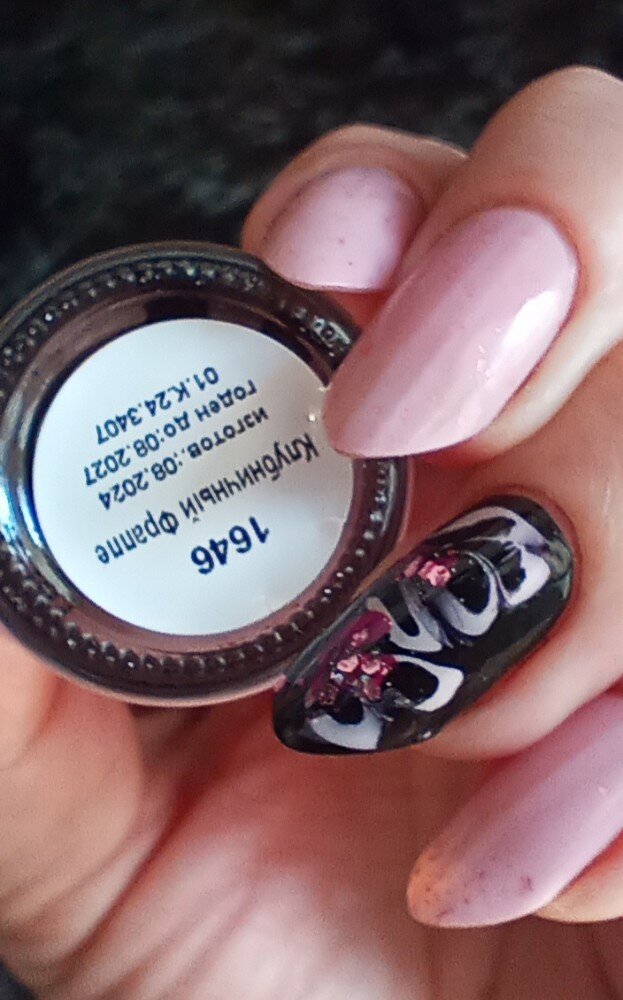 1646
Клубничный Фраппе
изготов.:08.2024
годен до:08.2027
01.К.24.3407